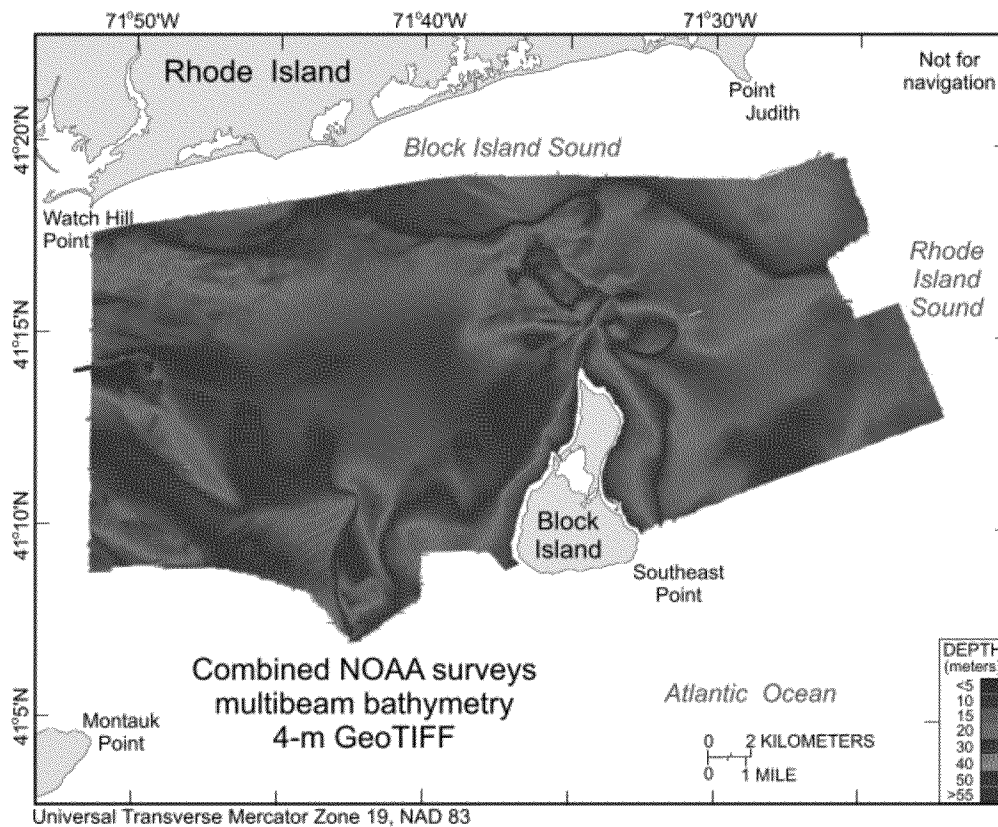 71°50'W
71°40'W
71°30'W
Rhode Island
Not for
navigation
Point
Judith
41°20'N
Block Island Sound
Watch Hill
Point
Rhode
Island
Sound
41°15'N
41°10'N
Block
Island
Southeast
Point
Combined NOAA surveys
multibeam bathymetry
4-m GeoTIFF
Atlantic Ocean
DEPTH
(meters)
<5
10
15
20
30
40
50
>55
41°5'N
Montauk
Point
0 2 KILOMETERS
0 1 MILE
Universal Transverse Mercator Zone 19, NAD 83